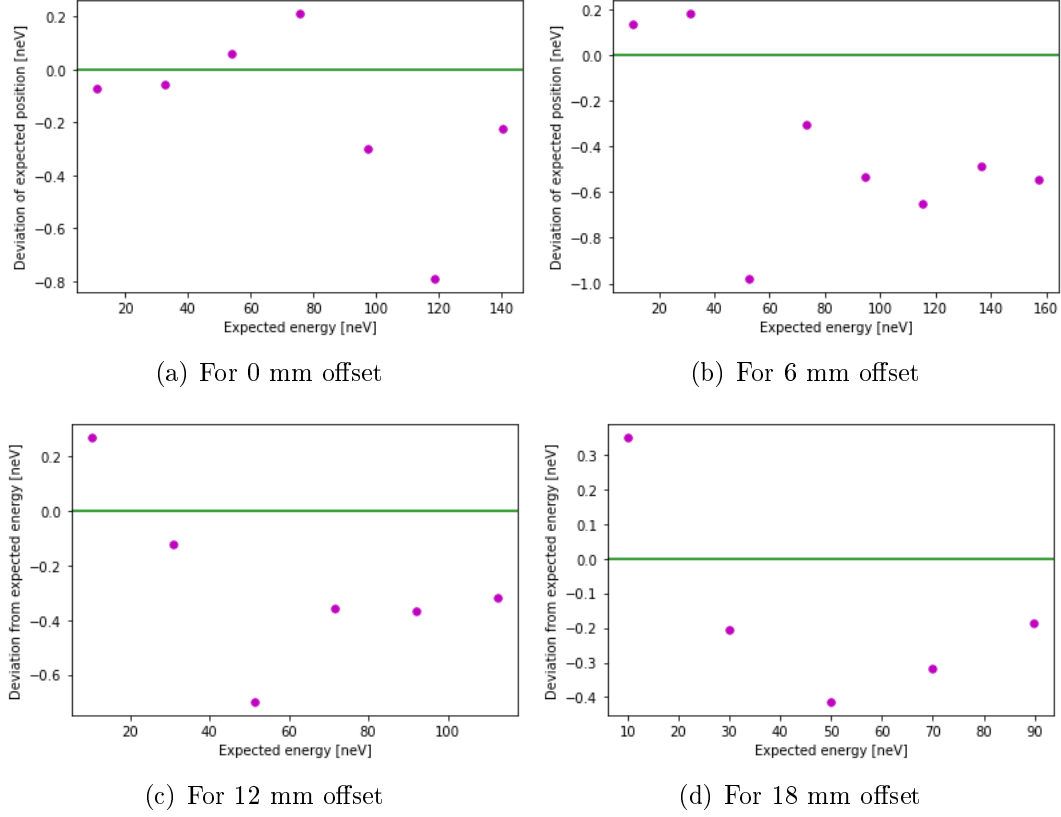 Deviation of expected position [neV]
0.2
0.0
−0.2
−0.4
−0.6
−0.8
20 40 60 80 100 120 140
Expected energy [neV]
(a) For 0 mm offset
Deviation of expected position [neV]
0.2
0.0
−0.2
−0.4
−0.6
−0.8
−1.0
20 40 60 80 100 120 140 160
Expected energy [neV]
(b) For 6 mm offset
Deviation from expected energy [neV]
0.2
0.0
−0.2
−0.4
−0.6
20 40 60 80 100
Expected energy [neV]
(c) For 12 mm offset
Deviation from expected energy [neV]
0.3
0.2
0.1
0.0
−0.1
−0.2
−0.3
−0.4
10 20 30 40 50 60 70 80 90
Expected energy [neV]
(d) For 18 mm offset